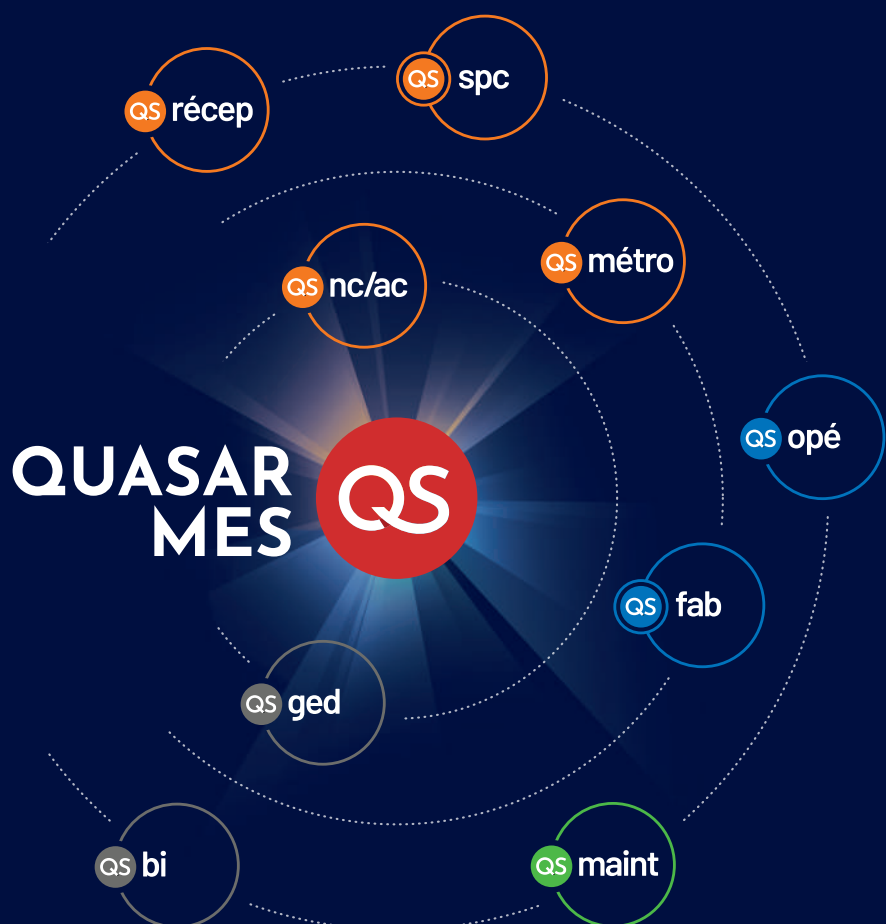 QS spc
QS récep
QS métro
QS nc/ac
QS opé
QUASAR
MES
QS
QS fab
QS ged
QS bi
QS maint